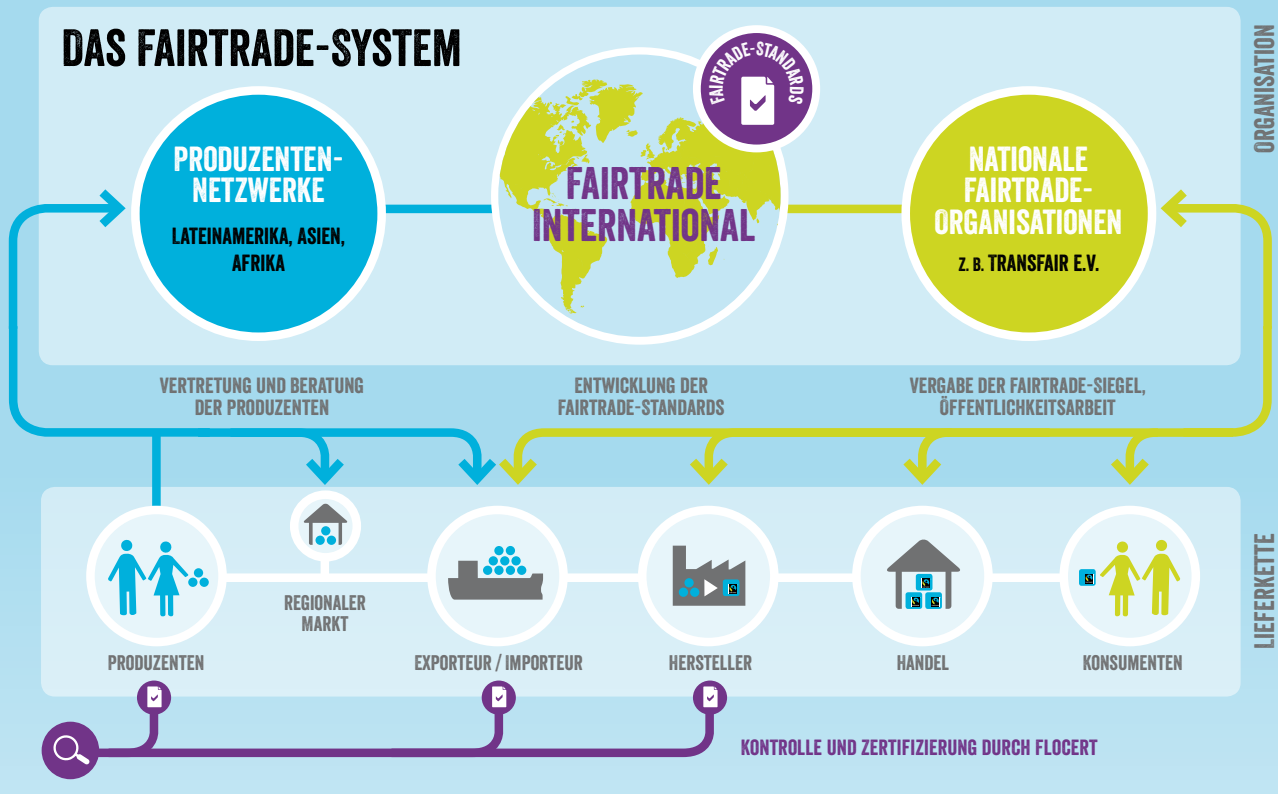 DAS FAIRTRADE-SYSTEM
FAIRTRADE-STANDARDS
ORGANISATION
PRODUZENTEN-
NETZWERKE
LATEINAMERIKA, ASIEN,
AFRIKA
FAIRTRADE
INTERNATIONAL
NATIONALE
FAIRTRADE-
ORGANISATIONEN
Z. B. TRANSFAIR E.V.
VERTRETUNG UND BERATUNG
DER PRODUZENTEN
ENTWICKLUNG DER
FAIRTRADE-STANDARDS
VERGABE DER FAIRTRADE-SIEGEL,
ÖFFENTLICHKEITSARBEIT
LIEFERKETTE
PRODUZENTEN
REGIONALER
MARKT
EXPORTEUR / IMPORTEUR
HERSTELLER
HANDEL
KONSUMENTEN
KONTROLLE UND ZERTIFIZIERUNG DURCH FLOCERT